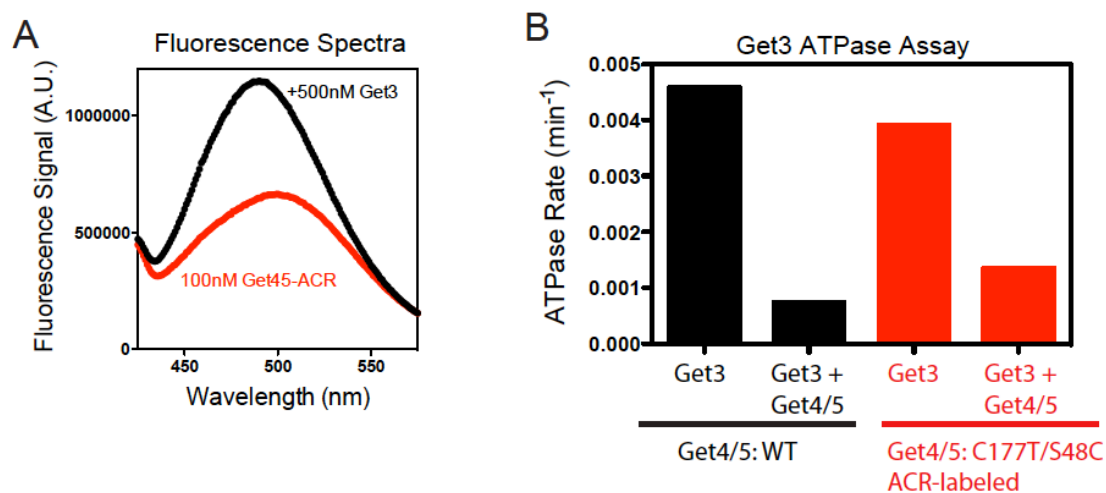 A
Fluorescence Spectra
Fluorescence Signal (A.U.)
1000000
500000
0
+500nM Get3
100nM Get45-ACR
450
500
550
Wavelength (nm)
B
Get3 ATPase Assay
ATPase Rate (min⁻¹)
0.005
0.004
0.003
0.002
0.001
0.000
Get3
Get3 +
Get4/5
Get3
Get3 +
Get4/5
Get4/5: WT
Get4/5: C177T/S48C
ACR-labeled